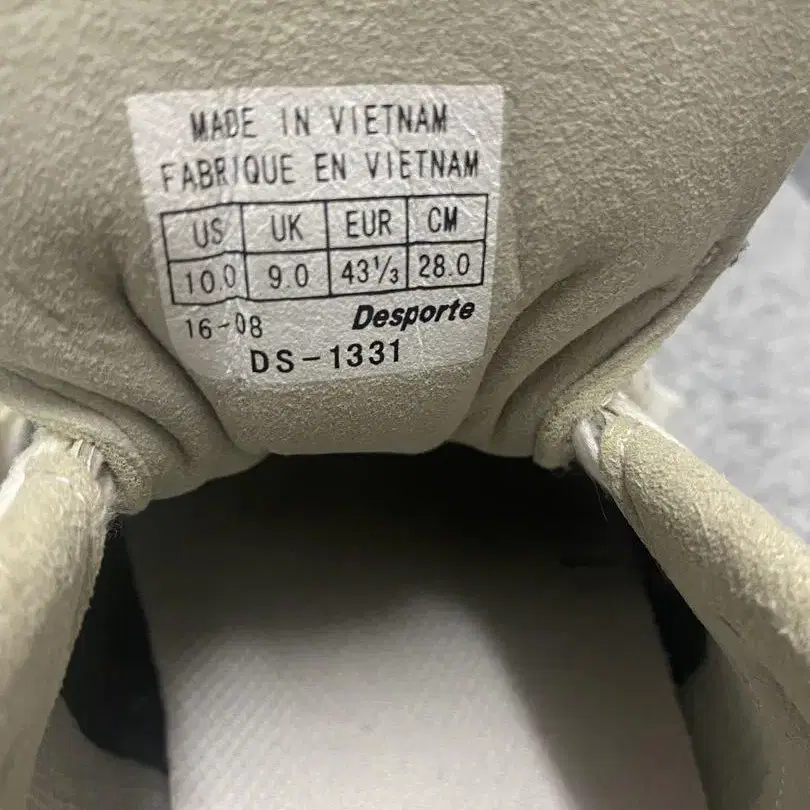 MADE IN VIETNAM
FABRIQUE EN VIETNAM
US UK EUR CM
10.0 9.0 43⅓ 28.0
16-08 Desporte
DS-1331